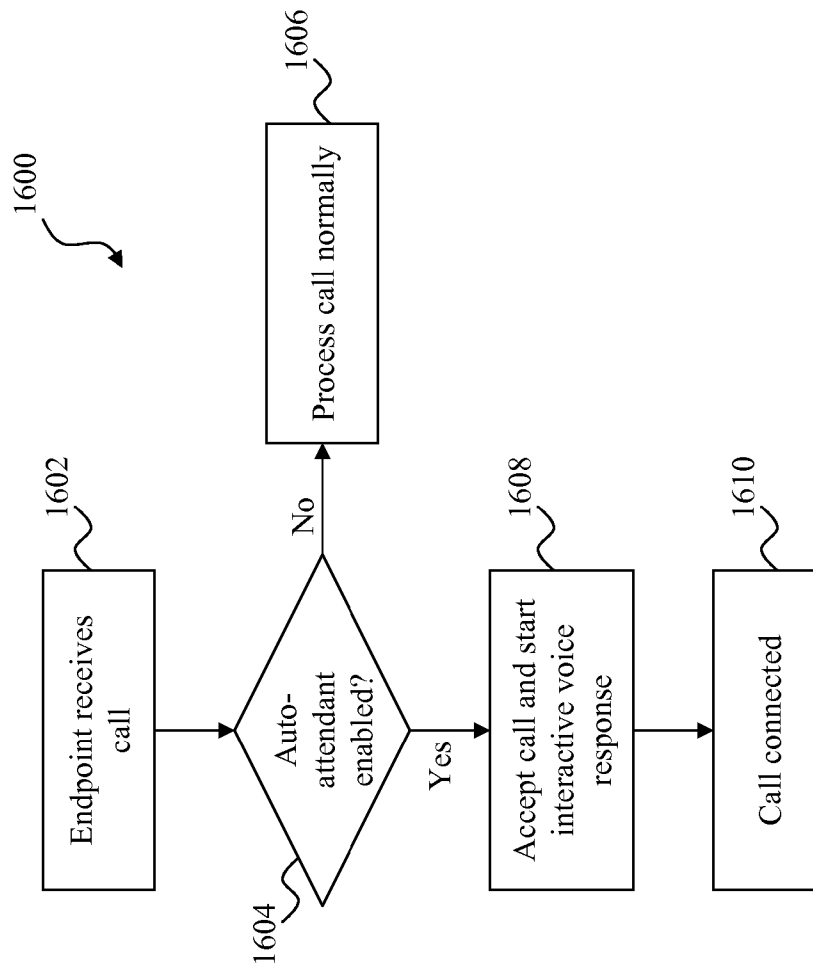 1600
1602
Endpoint receives
call
1604
Auto-
attendant
enabled?
No
1606
Process call normally
Yes
1608
Accept call and start
interactive voice
response
1610
Call connected